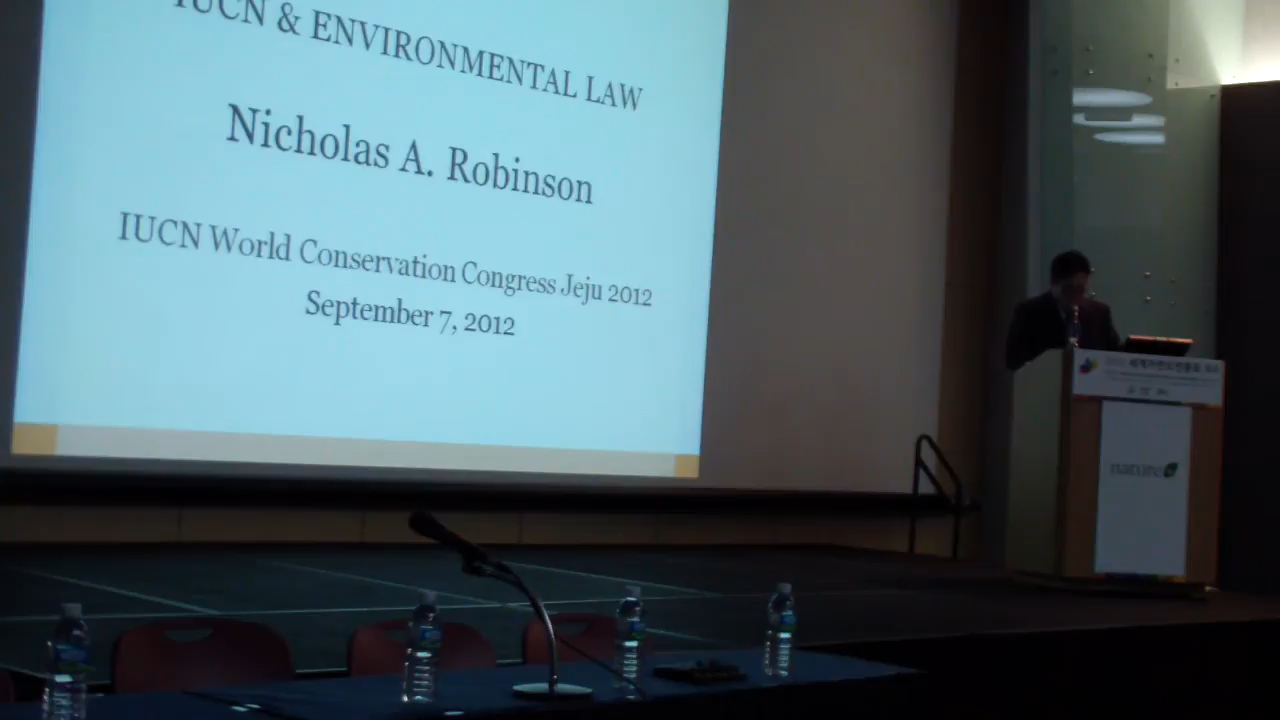 IUCN & ENVIRONMENTAL LAW
Nicholas A. Robinson
IUCN World Conservation Congress Jeju 2012
September 7, 2012
nature